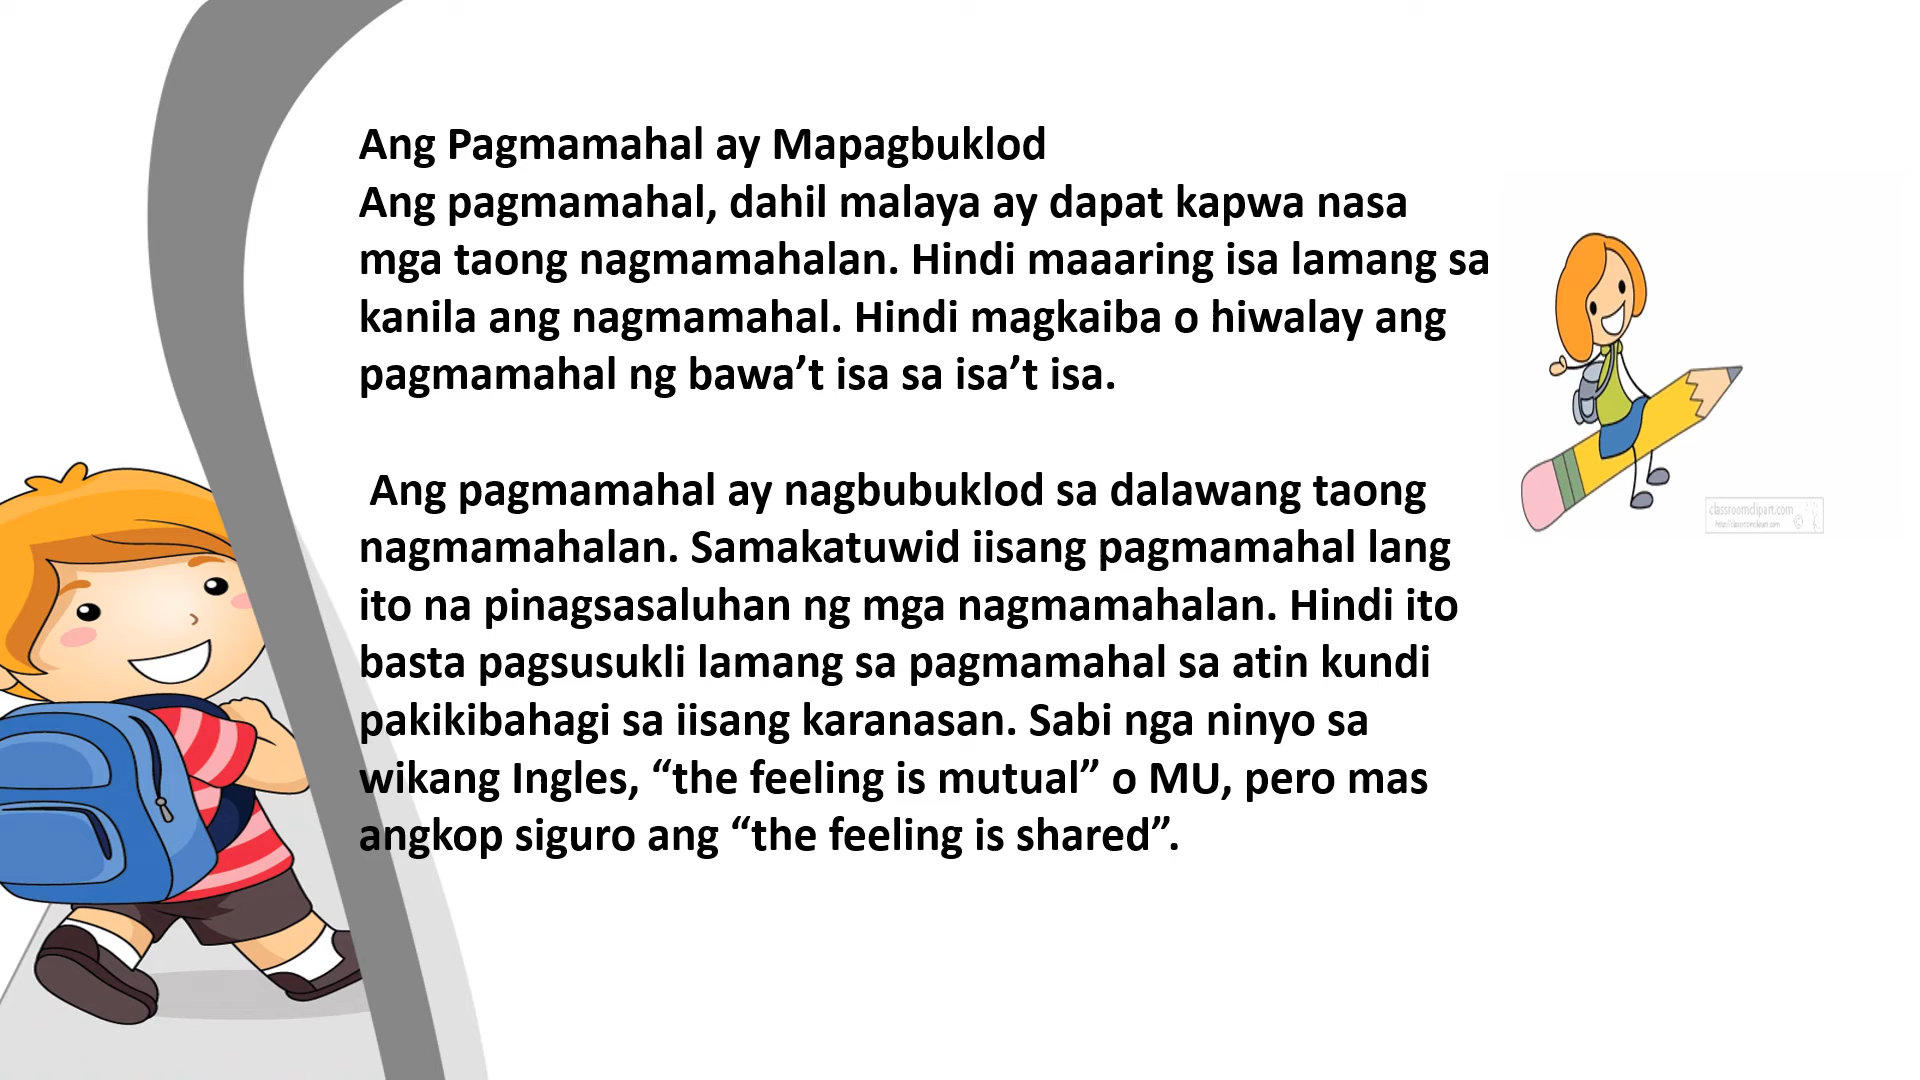 Ang Pagmamahal ay Mapagbuklod
Ang pagmamahal, dahil malaya ay dapat kapwa nasa
mga taong nagmamahalan. Hindi maaaring isa lamang sa
kanila ang nagmamahal. Hindi magkaiba o hiwalay ang
pagmamahal ng bawa’t isa sa isa’t isa.
Ang pagmamahal ay nagbubuklod sa dalawang taong
nagmamahalan. Samakatuwid iisang pagmamahal lang
ito na pinagsasaluhan ng mga nagmamahalan. Hindi ito
basta pagsusukli lamang sa pagmamahal sa atin kundi
pakikibahagi sa iisang karanasan. Sabi nga ninyo sa
wikang Ingles, “the feeling is mutual” o MU, pero mas
angkop siguro ang “the feeling is shared”.
classroomclipart.com